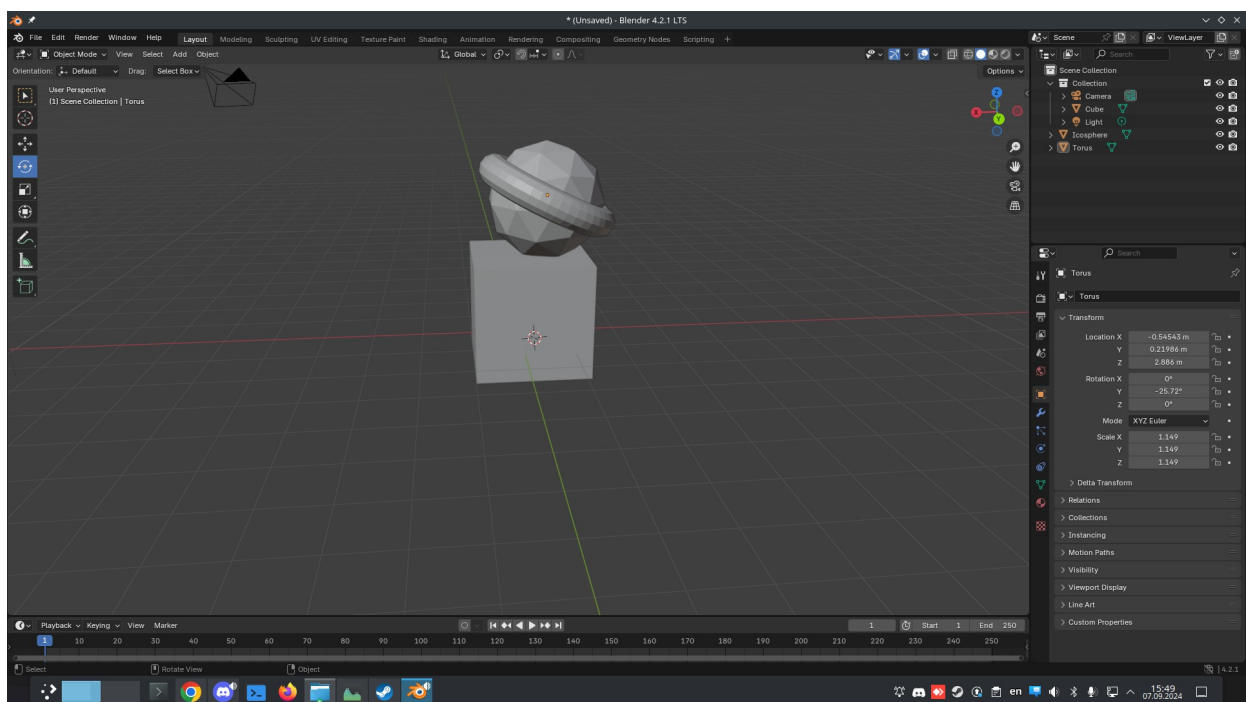 * (Unsaved) - Blender 4.2.1 LTS
File Edit Render Window Help Layout Modeling Sculpting UV Editing Texture Paint Shading Animation Rendering Compositing Geometry Nodes Scripting + Scene ViewLayer
Object Mode View Select Add Object Global Search
Orientation: Default Drag: Select Box Options
User Perspective
(1) Scene Collection | Torus
Z
X
Y
Scene Collection
Collection
Camera
Cube
Light
Icosphere
Torus
Search
Torus
Torus
Transform
Location X -0.54543 m
Y 0.21986 m
Z 2.886 m
Rotation X 0°
Y -25.72°
Z 0°
Mode XYZ Euler
Scale X 1.149
Y 1.149
Z 1.149
Delta Transform
Relations
Collections
Instancing
Motion Paths
Visibility
Viewport Display
Line Art
Custom Properties
Playback Keying View Marker 1 Start 1 End 250
1 10 20 30 40 50 60 70 80 90 100 110 120 130 140 150 160 170 180 190 200 210 220 230 240 250
Select Rotate View Object 4.2.1
en 15:49
07.09.2024